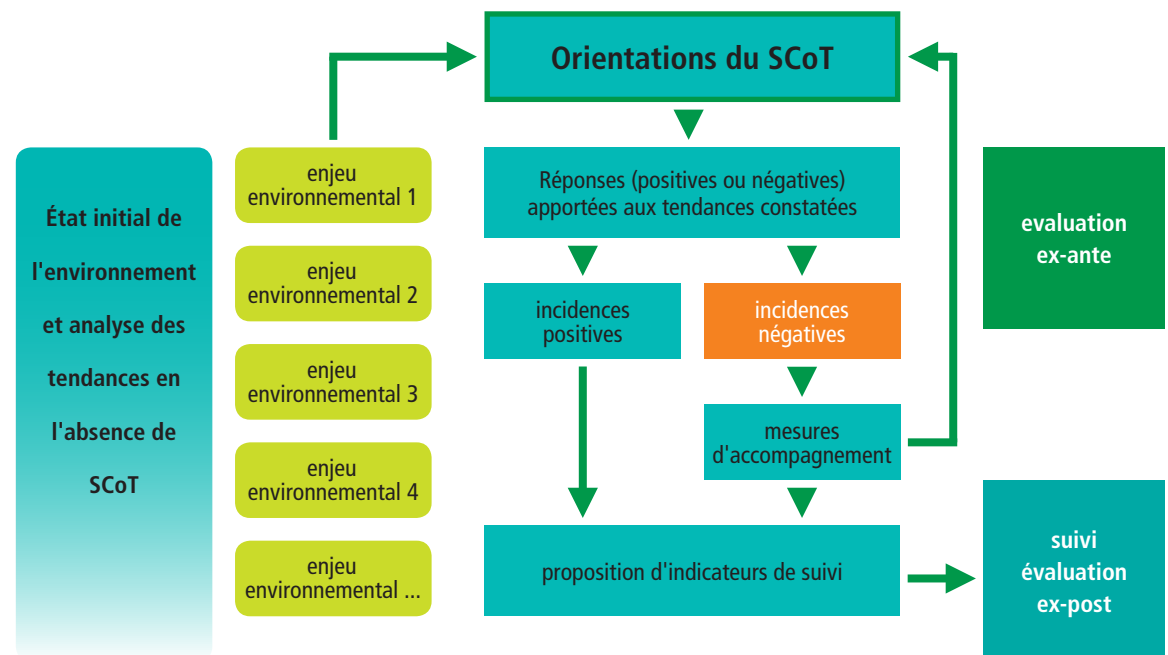 Orientations du SCoT
État initial de
l'environnement
et analyse des
tendances en
l'absence de
SCoT
enjeu
environnemental 1
enjeu
environnemental 2
enjeu
environnemental 3
enjeu
environnemental 4
enjeu
environnemental ...
Réponses (positives ou négatives)
apportées aux tendances constatées
incidences
positives
incidences
négatives
mesures
d'accompagnement
proposition d'indicateurs de suivi
evaluation
ex-ante
suivi
évaluation
ex-post